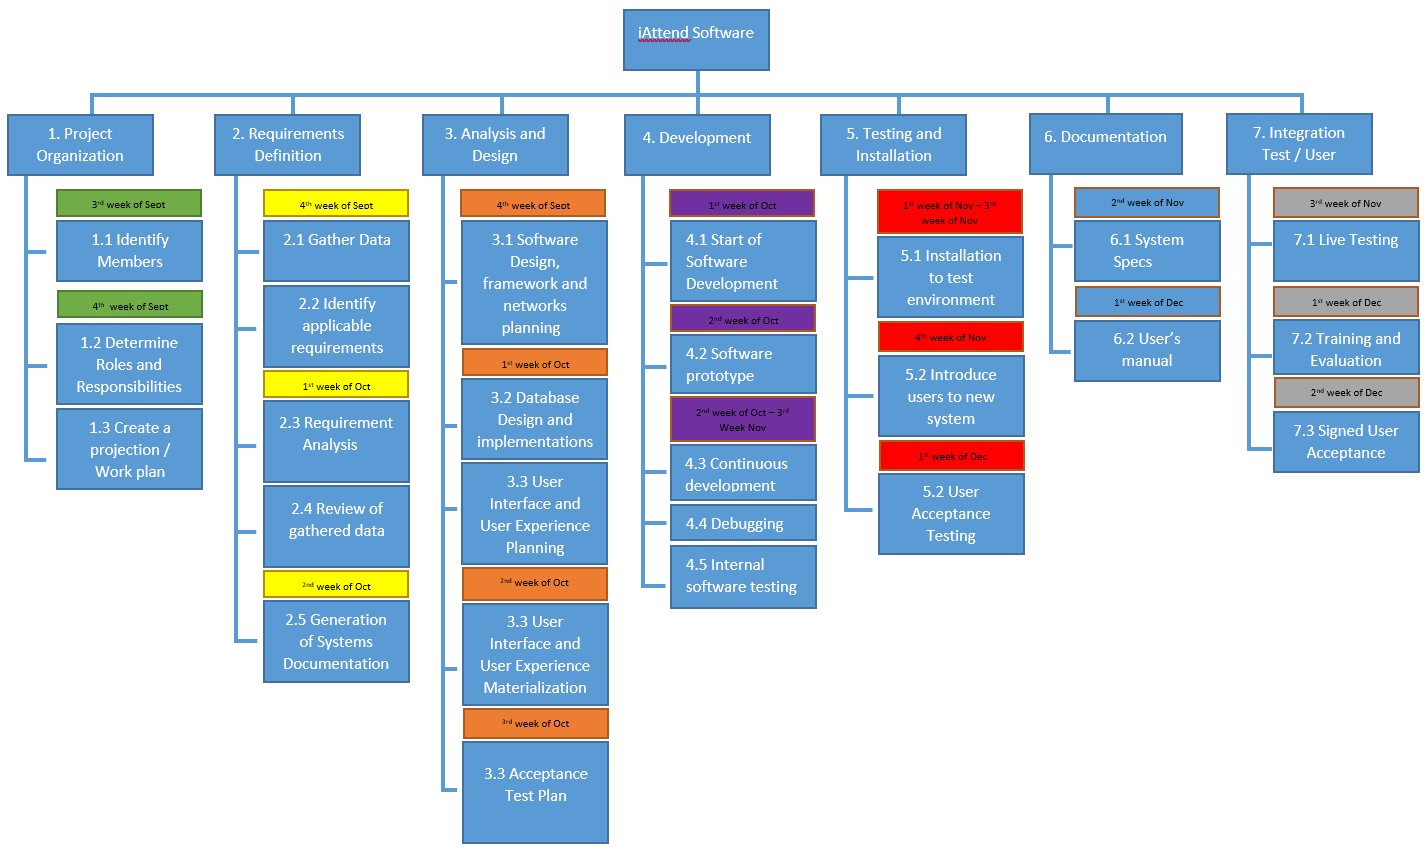 iAttend Software
1. Project
Organization
3rd week of Sept
1.1 Identify
Members
4th week of Sept
1.2 Determine
Roles and
Responsibilities
1.3 Create a
projection /
Work plan
2. Requirements
Definition
4th week of Sept
2.1 Gather Data
2.2 Identify
applicable
requirements
1st week of Oct
2.3 Requirement
Analysis
2.4 Review of
gathered data
2nd week of Oct
2.5 Generation
of Systems
Documentation
3. Analysis and
Design
4th week of Sept
3.1 Software
Design,
framework and
networks
planning
1st week of Oct
3.2 Database
Design and
implementations
3.3 User
Interface and
User Experience
Planning
2nd week of Oct
3.3 User
Interface and
User Experience
Materialization
3rd week of Oct
3.3 Acceptance
Test Plan
4. Development
1st week of Oct
4.1 Start of
Software
Development
2nd week of Oct
4.2 Software
prototype
2nd week of Oct – 3rd
Week Nov
4.3 Continuous
development
4.4 Debugging
4.5 Internal
software testing
5. Testing and
Installation
1st week of Nov – 3rd
week of Nov
5.1 Installation
to test
environment
4th week of Nov
5.2 Introduce
users to new
system
1st week of Dec
5.2 User
Acceptance
Testing
6. Documentation
2nd week of Nov
6.1 System
Specs
1st week of Dec
6.2 User’s
manual
7. Integration
Test / User
3rd week of Nov
7.1 Live Testing
1st week of Dec
7.2 Training and
Evaluation
2nd week of Dec
7.3 Signed User
Acceptance